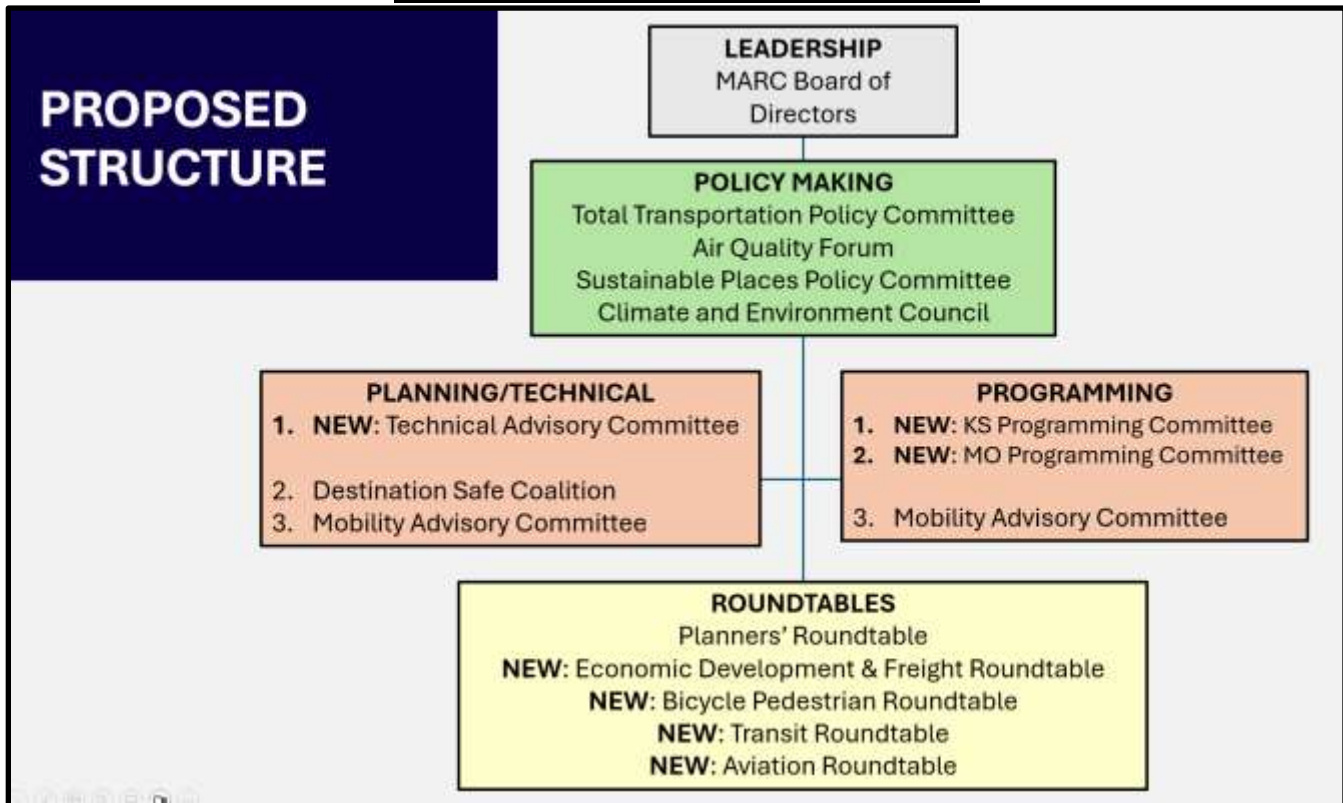 PROPOSED
STRUCTURE
LEADERSHIP
MARC Board of
Directors
POLICY MAKING
Total Transportation Policy Committee
Air Quality Forum
Sustainable Places Policy Committee
Climate and Environment Council
PLANNING/TECHNICAL
1. NEW: Technical Advisory Committee
2. Destination Safe Coalition
3. Mobility Advisory Committee
PROGRAMMING
1. NEW: KS Programming Committee
2. NEW: MO Programming Committee
3. Mobility Advisory Committee
ROUNDTABLES
Planners’ Roundtable
NEW: Economic Development & Freight Roundtable
NEW: Bicycle Pedestrian Roundtable
NEW: Transit Roundtable
NEW: Aviation Roundtable